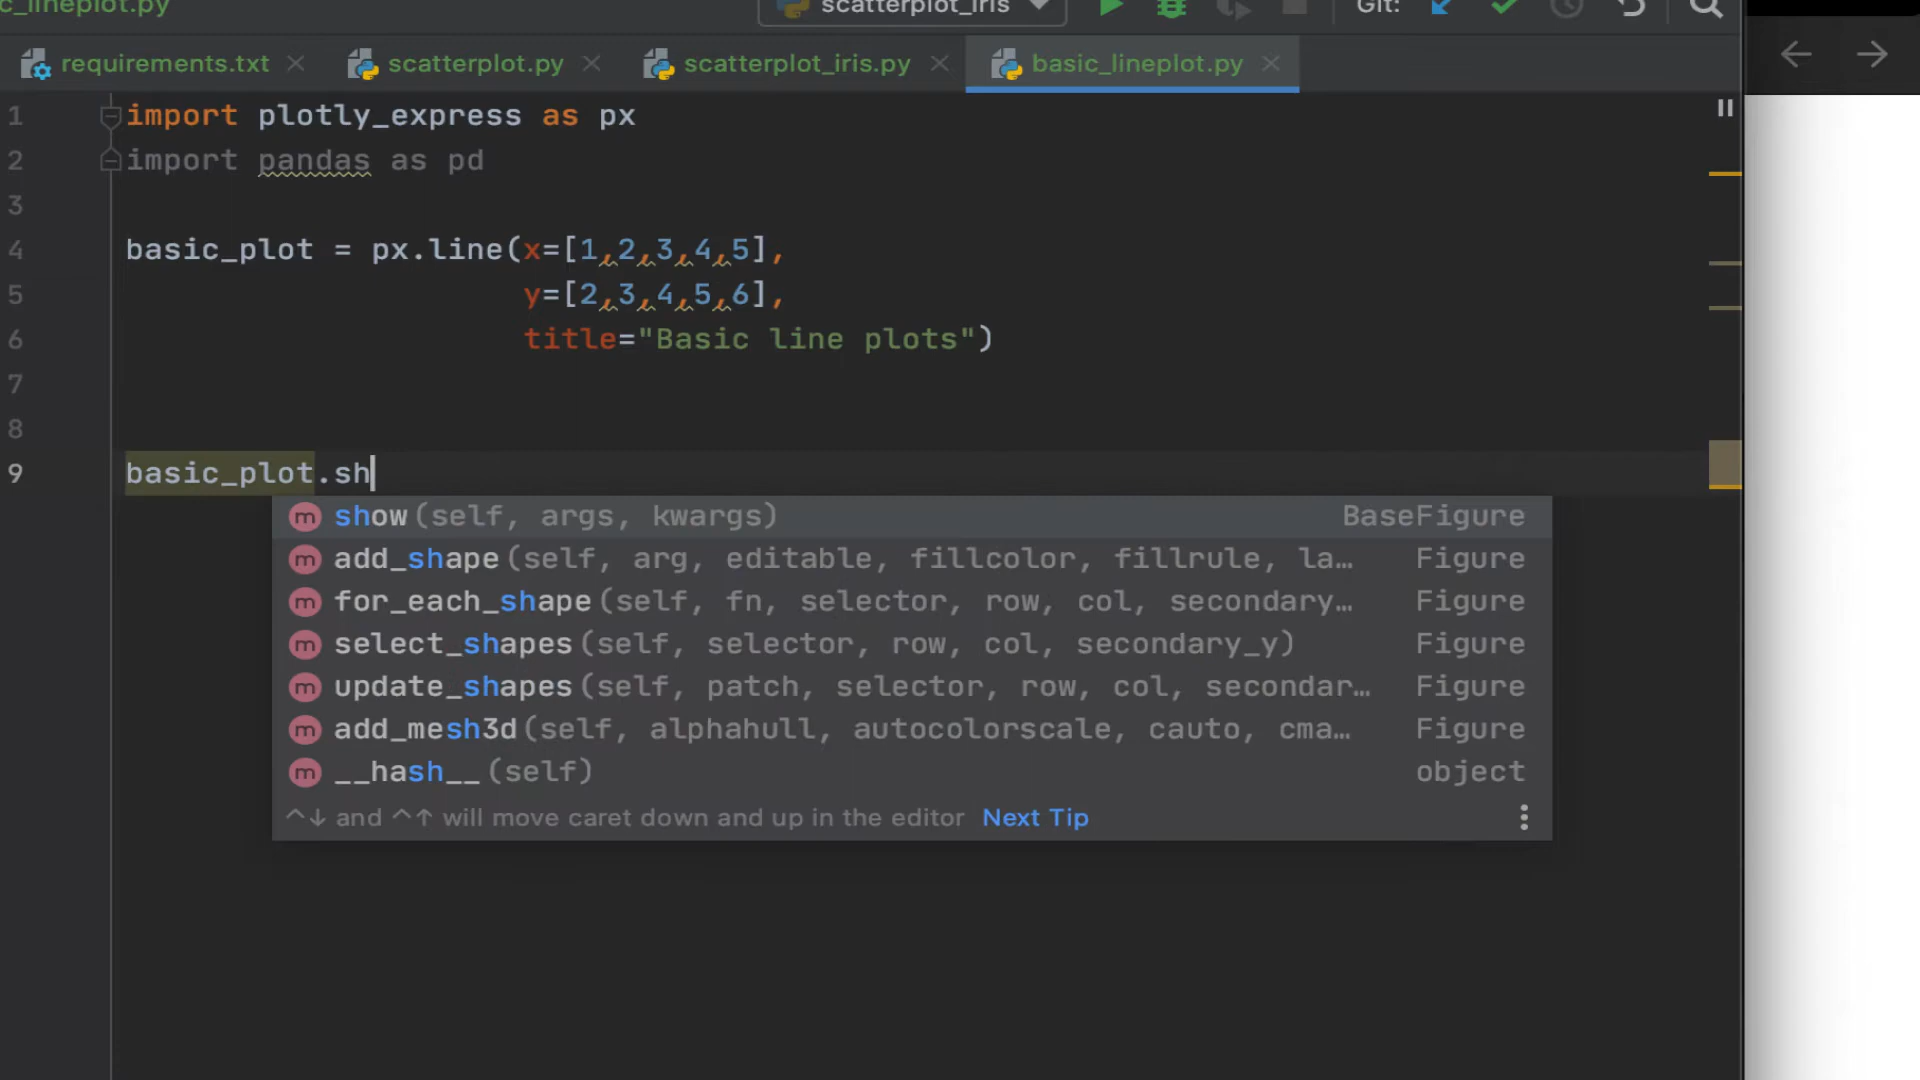 c_lineplot.py scatterplot_iris Git:
requirements.txt scatterplot.py scatterplot_iris.py basic_lineplot.py
1 import plotly_express as px
2 import pandas as pd
3
4 basic_plot = px.line(x=[1,2,3,4,5],
5 y=[2,3,4,5,6],
6 title="Basic line plots")
7
8
9 basic_plot.sh
m show(self, args, kwargs) BaseFigure
m add_shape(self, arg, editable, fillcolor, fillrule, la… Figure
m for_each_shape(self, fn, selector, row, col, secondary… Figure
m select_shapes(self, selector, row, col, secondary_y) Figure
m update_shapes(self, patch, selector, row, col, secondar… Figure
m add_mesh3d(self, alphahull, autocolorscale, cauto, cma… Figure
m __hash__(self) object
^↓ and ^↑ will move caret down and up in the editor Next Tip